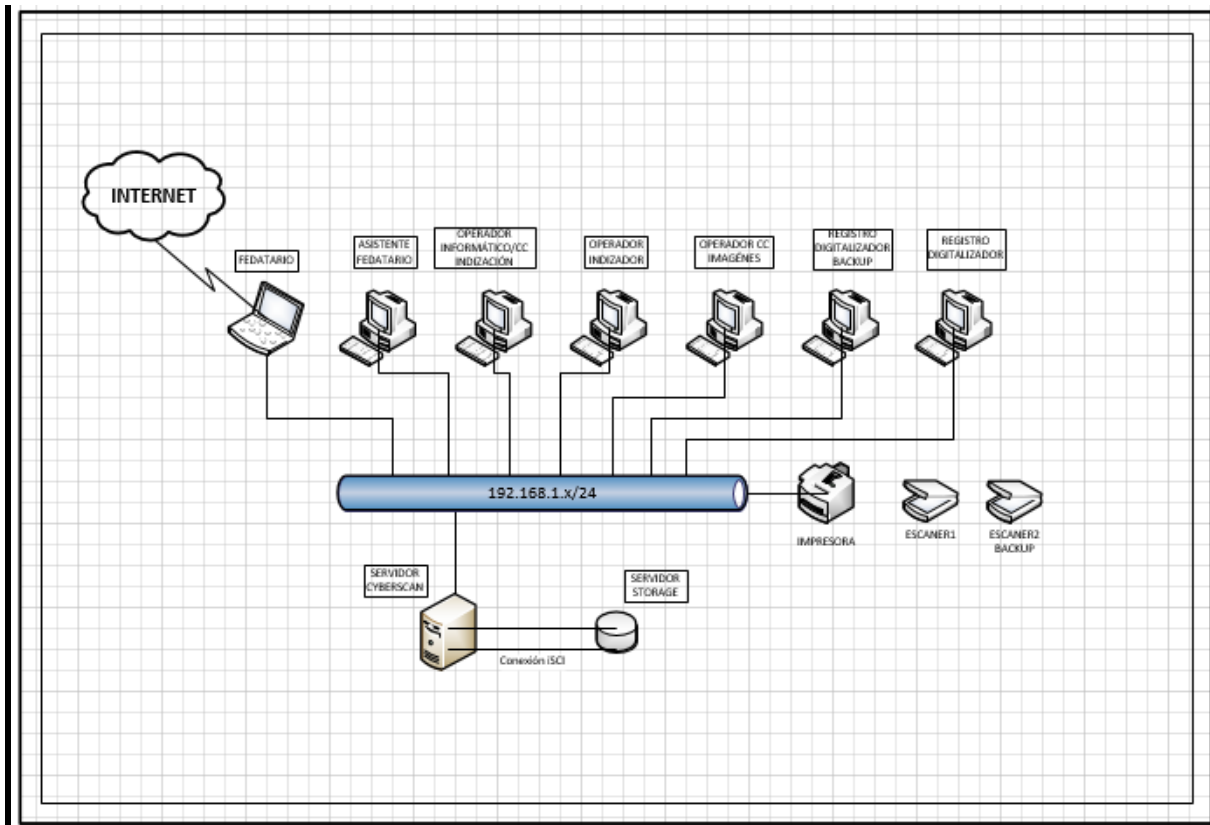 INTERNET
FEDATARIO
ASISTENTE
FEDATARIO
OPERADOR
INFORMÁTICO/CC
INDIZACIÓN
OPERADOR
INDIZADOR
OPERADOR CC
IMAGÉNES
REGISTRO
DIGITALIZADOR
BACKUP
REGISTRO
DIGITALIZADOR
192.168.1.x/24
IMPRESORA
ESCANER1
ESCANER2
BACKUP
SERVIDOR
CYBERSCAN
SERVIDOR
STORAGE
Conexión iSCI